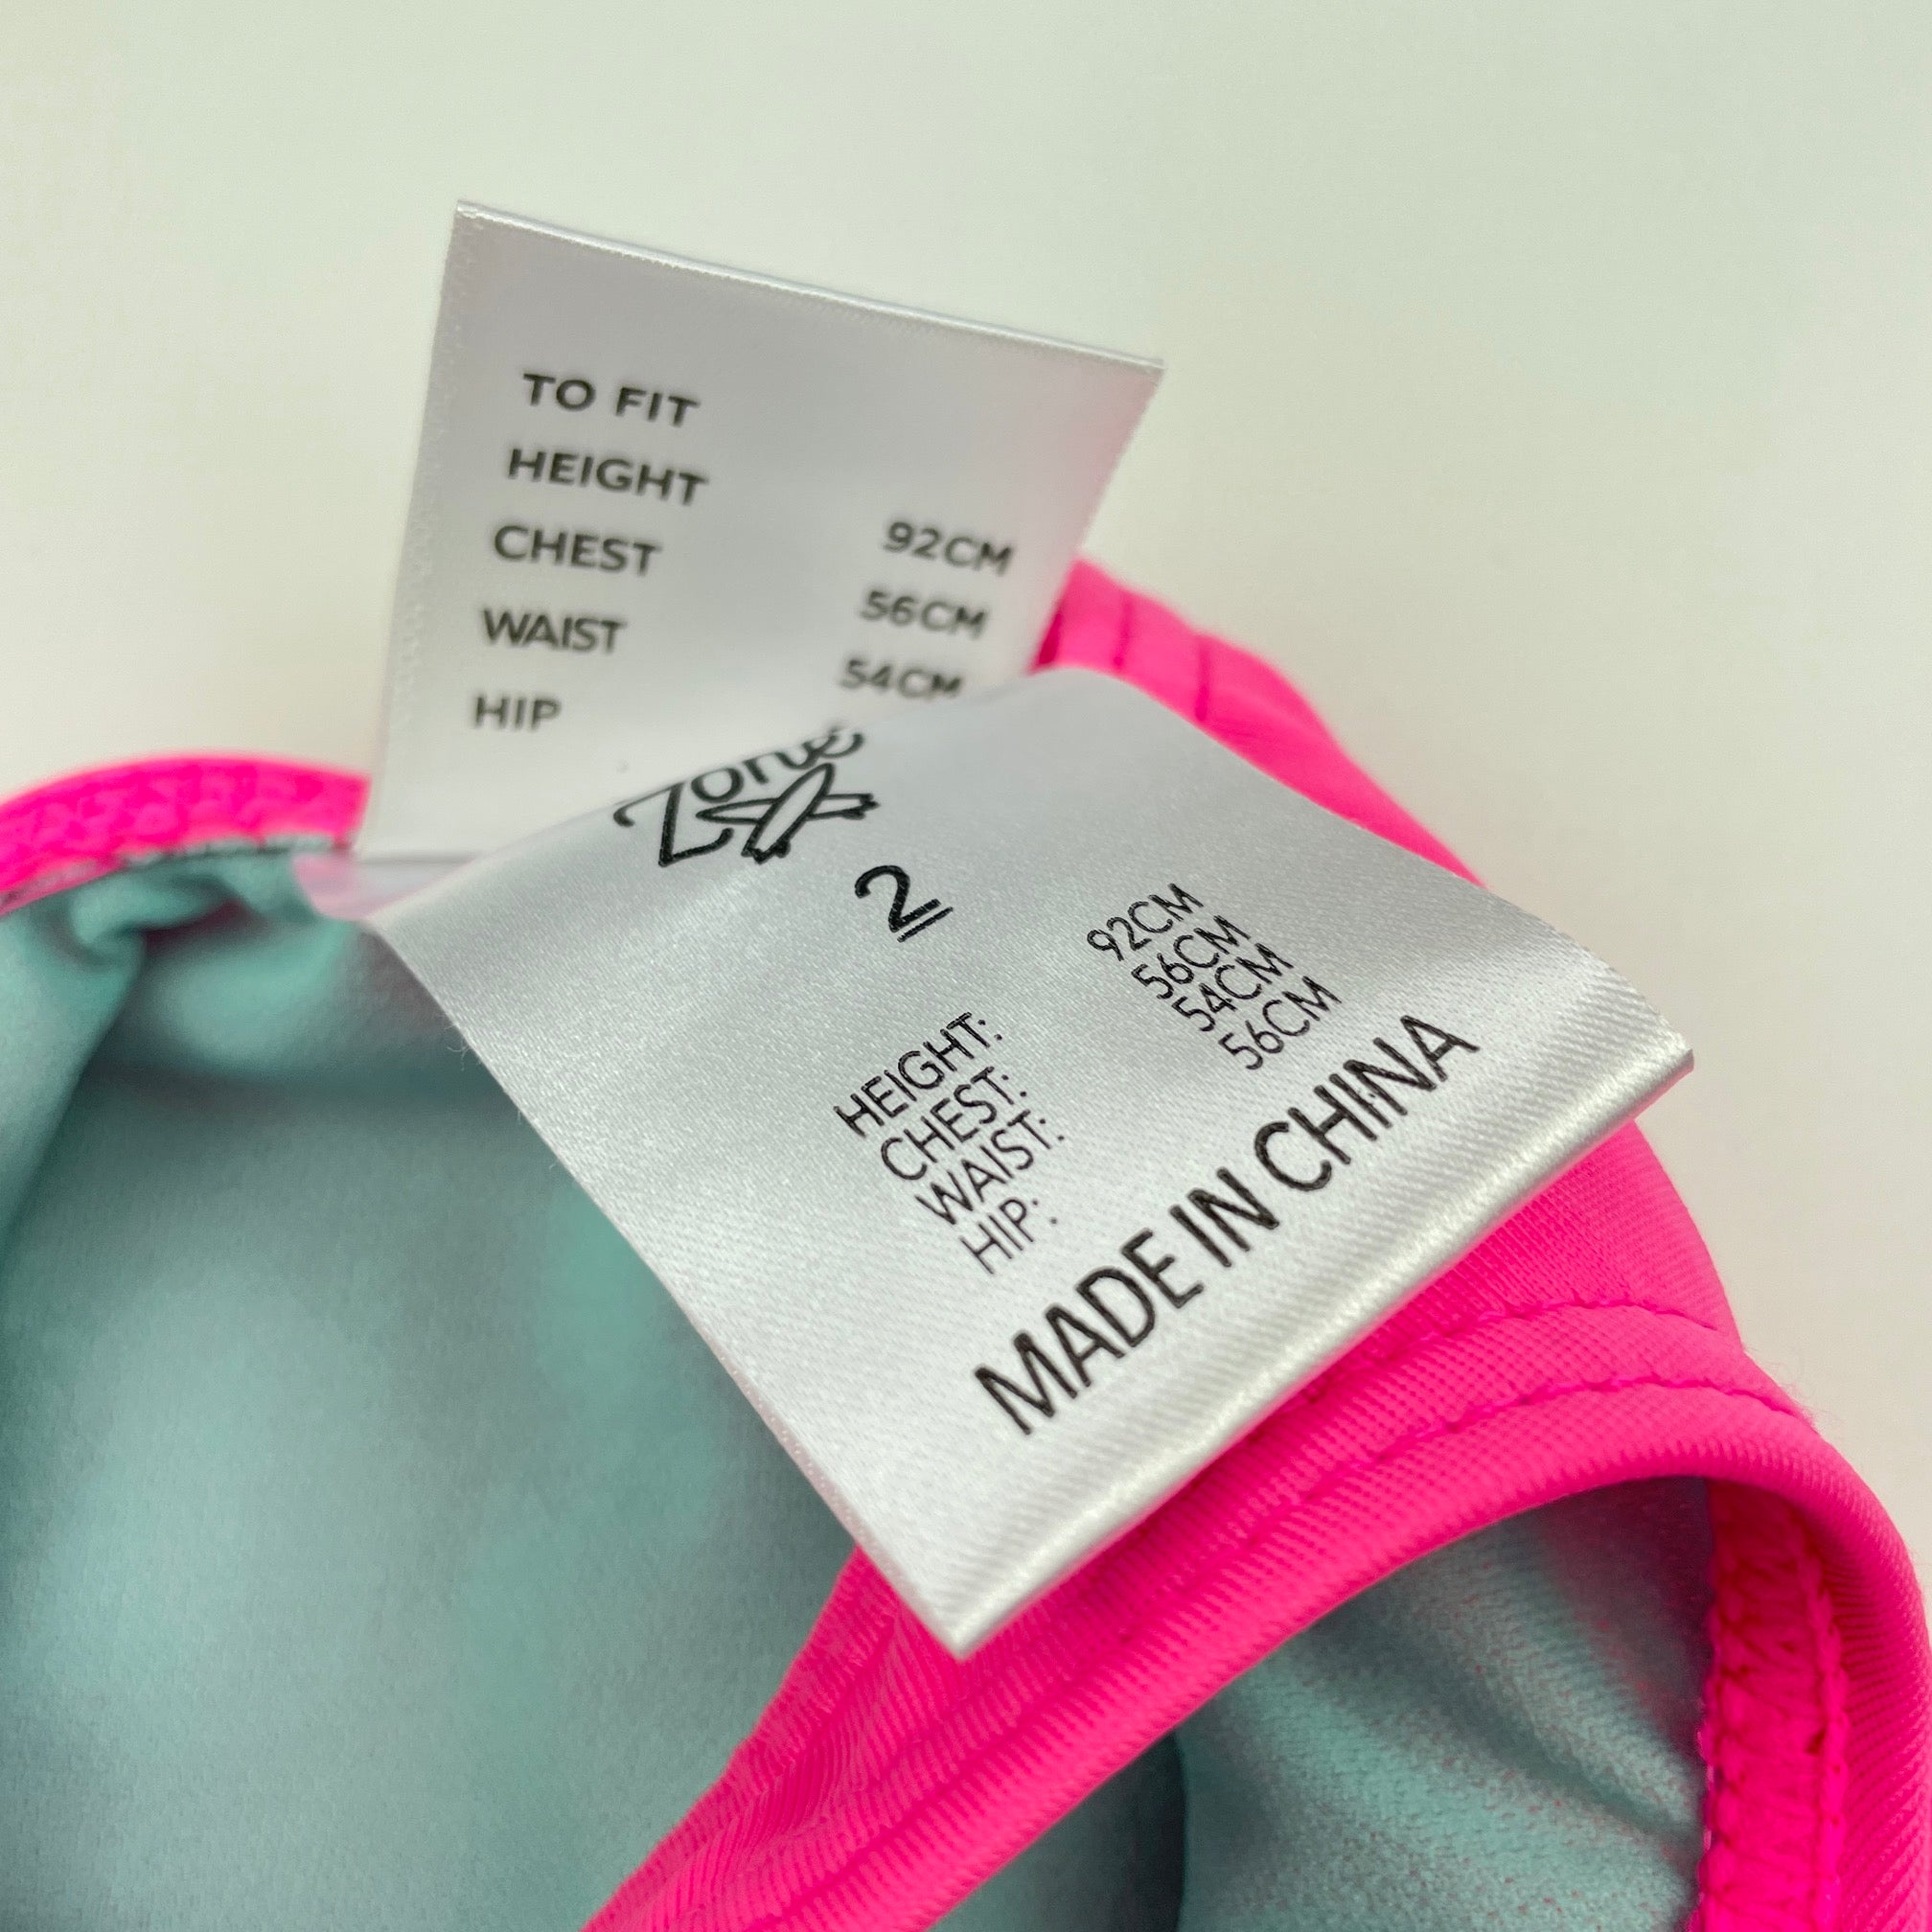 TO FIT
HEIGHT 92CM
CHEST 56CM
WAIST 54CM
HIP
Zone
2
HEIGHT: 92CM
CHEST: 56CM
WAIST: 54CM
HIP: 56CM
MADE IN CHINA